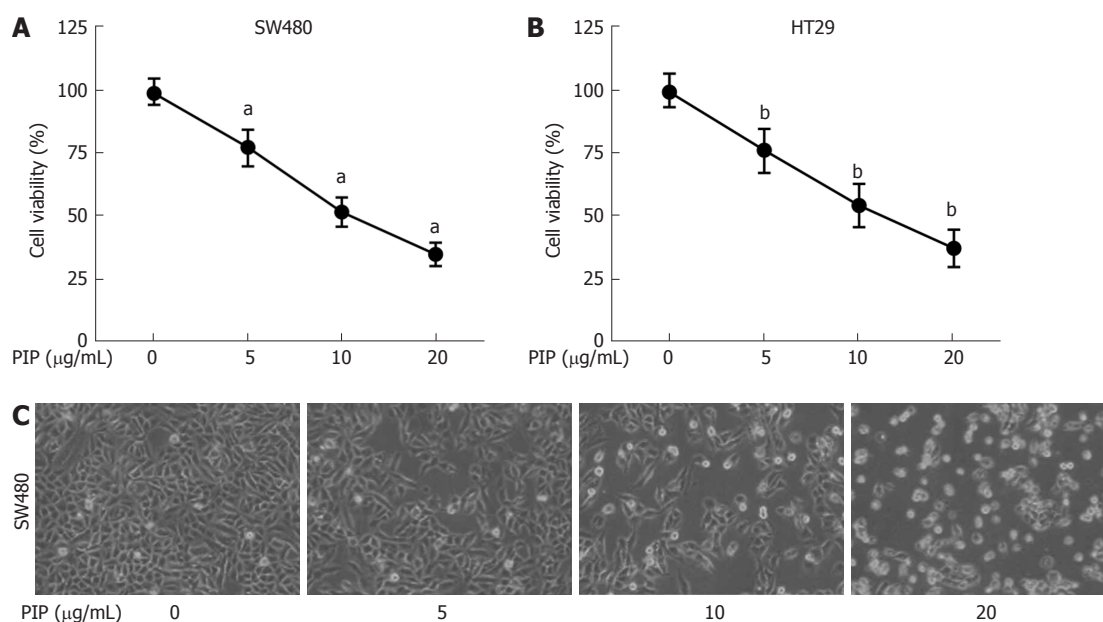 A
SW480
125
100
75
50
25
0
Cell viability (%)
a
a
a
PIP (μg/mL)
0 5 10 20
B
HT29
125
100
75
50
25
0
Cell viability (%)
b
b
b
PIP (μg/mL)
0 5 10 20
C
SW480
PIP (μg/mL) 0 5 10 20